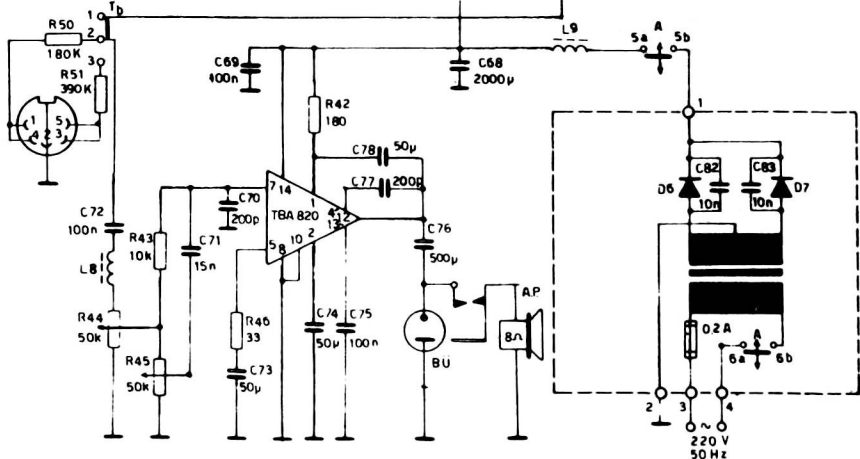 T b
1
2
3
R50
180K
R51
390K
1
4
2
5
3
C72
100n
L8
R44
50k
R43
10k
R45
50k
C71
15n
C70
200p
C69
400n
R42
180
C78
50µ
C77
200p
7
14
1
TBA 820
4
12
13
5
8
10
2
R46
33
C73
50µ
C74
50µ
C75
100n
C76
500µ
BU
A.P.
8Ω
C68
2000µ
L9
5a
A
5b
1
D6
C82
10n
C83
10n
D7
0,2A
A
6a
6b
2
3
4
~
220 V
50 Hz